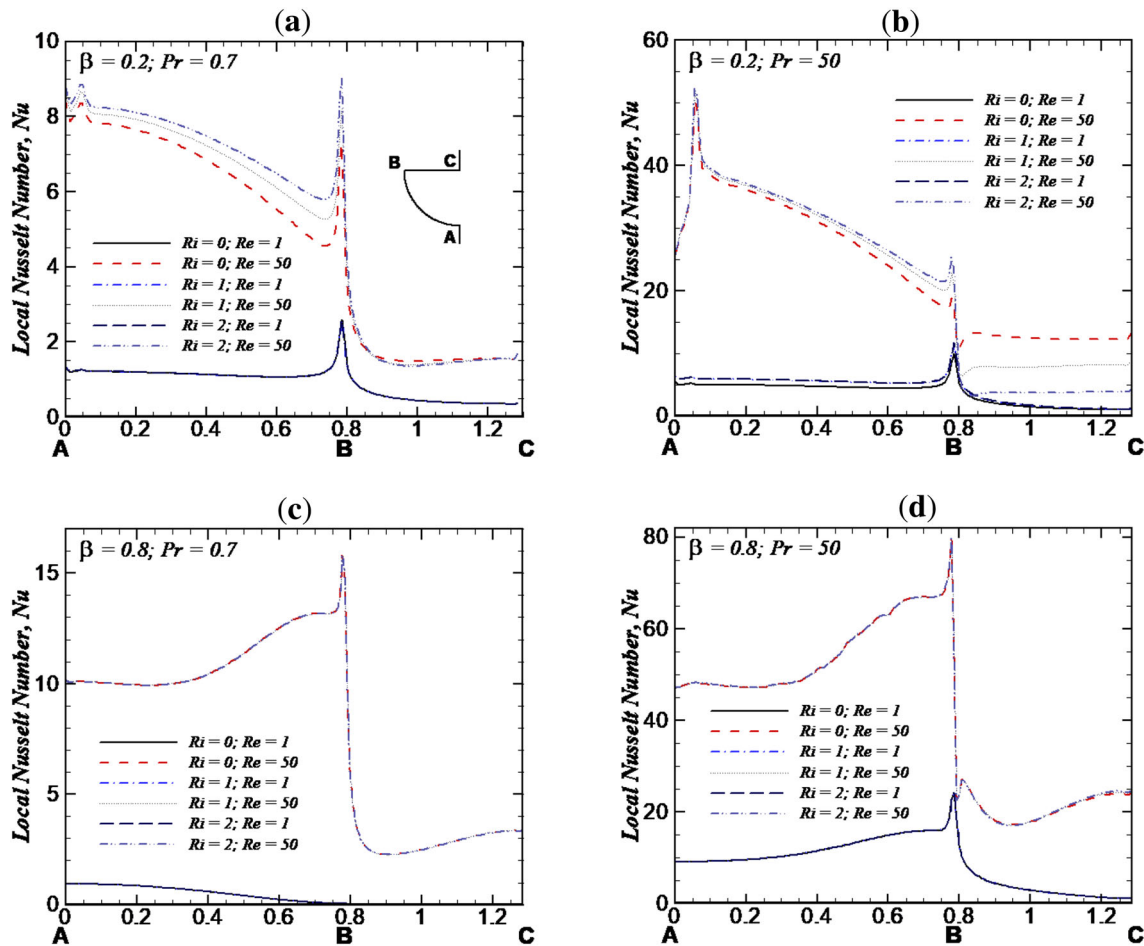 (a)
β = 0.2; Pr = 0.7
Local Nusselt Number, Nu
10
8
6
4
2
0
B C
A
Ri = 0; Re = 1
Ri = 0; Re = 50
Ri = 1; Re = 1
Ri = 1; Re = 50
Ri = 2; Re = 1
Ri = 2; Re = 50
0 0.2 0.4 0.6 0.8 1 1.2
A B C
(b)
β = 0.2; Pr = 50
Local Nusselt Number, Nu
60
40
20
0
Ri = 0; Re = 1
Ri = 0; Re = 50
Ri = 1; Re = 1
Ri = 1; Re = 50
Ri = 2; Re = 1
Ri = 2; Re = 50
0 0.2 0.4 0.6 0.8 1 1.2
A B C
(c)
β = 0.8; Pr = 0.7
Local Nusselt Number, Nu
15
10
5
0
Ri = 0; Re = 1
Ri = 0; Re = 50
Ri = 1; Re = 1
Ri = 1; Re = 50
Ri = 2; Re = 1
Ri = 2; Re = 50
0 0.2 0.4 0.6 0.8 1 1.2
A B C
(d)
β = 0.8; Pr = 50
Local Nusselt Number, Nu
80
60
40
20
0
Ri = 0; Re = 1
Ri = 0; Re = 50
Ri = 1; Re = 1
Ri = 1; Re = 50
Ri = 2; Re = 1
Ri = 2; Re = 50
0 0.2 0.4 0.6 0.8 1 1.2
A B C